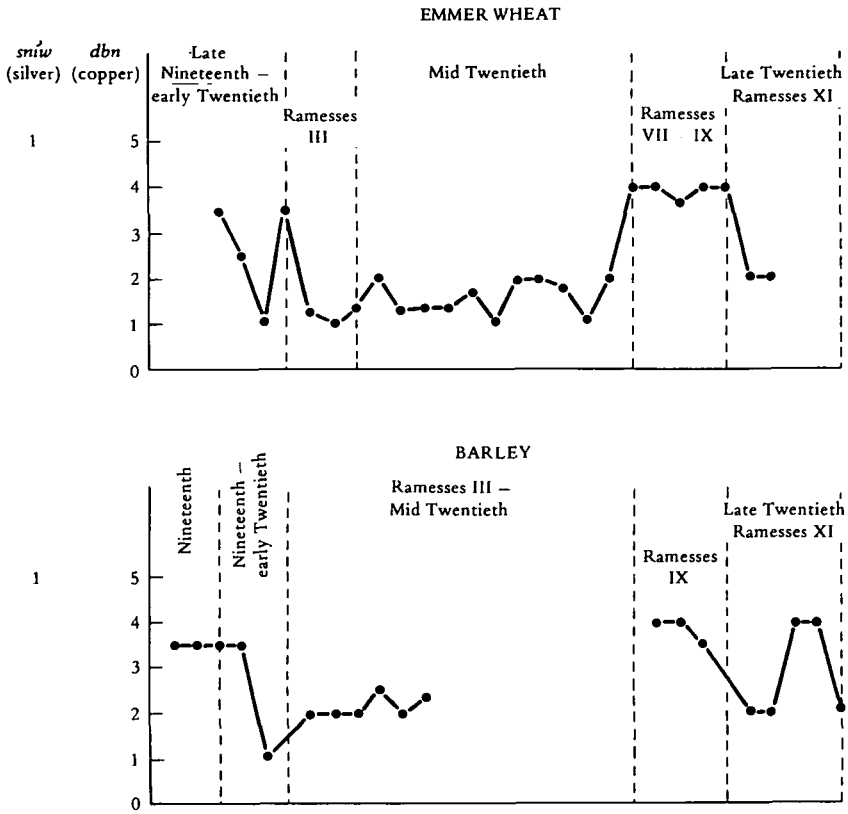 EMMER WHEAT
sníw dbn
(silver) (copper)
Late
Nineteenth –
early Twentieth
Ramesses
III
Mid Twentieth
Ramesses
VII IX
Late Twentieth
Ramesses XI
1
5
4
3
2
1
0
BARLEY
Nineteenth
Nineteenth –
early Twentieth
Ramesses III –
Mid Twentieth
Ramesses
IX
Late Twentieth
Ramesses XI
1
5
4
3
2
1
0